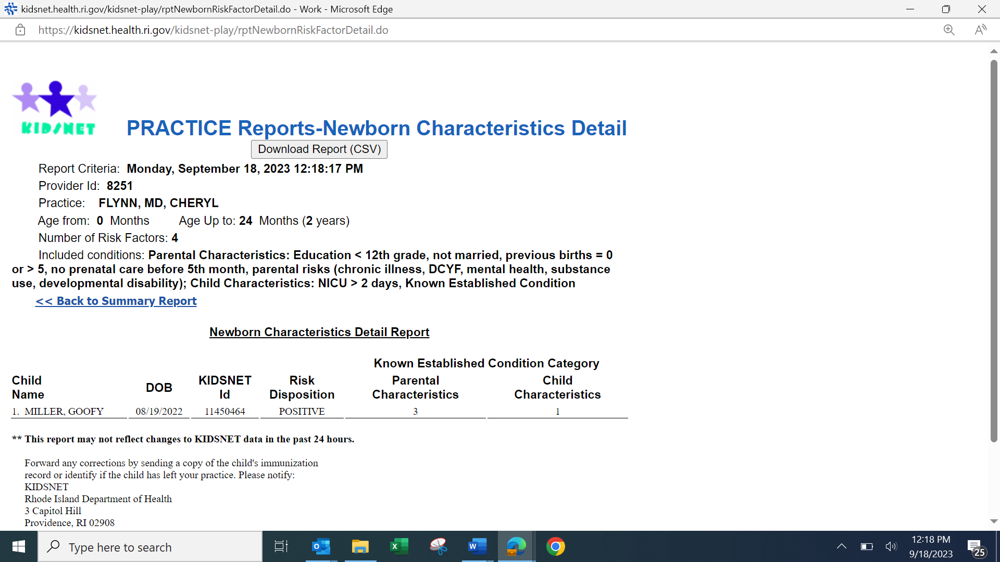 kidsnet.health.ri.gov/kidsnet-play/rptNewbornRiskFactorDetail.do - Work - Microsoft Edge
https://kidsnet.health.ri.gov/kidsnet-play/rptNewbornRiskFactorDetail.do
KIDSNET
PRACTICE Reports-Newborn Characteristics Detail
Download Report (CSV)
Report Criteria: Monday, September 18, 2023 12:18:17 PM
Provider Id: 8251
Practice: FLYNN, MD, CHERYL
Age from: 0 Months Age Up to: 24 Months (2 years)
Number of Risk Factors: 4
Included conditions: Parental Characteristics: Education < 12th grade, not married, previous births = 0
or > 5, no prenatal care before 5th month, parental risks (chronic illness, DCYF, mental health, substance
use, developmental disability); Child Characteristics: NICU > 2 days, Known Established Condition
<< Back to Summary Report
Newborn Characteristics Detail Report
Known Established Condition Category
Child Name DOB KIDSNET Id Risk Disposition Parental Characteristics Child Characteristics
1. MILLER, GOOFY 08/19/2022 11450464 POSITIVE 3 1
** This report may not reflect changes to KIDSNET data in the past 24 hours.
Forward any corrections by sending a copy of the child's immunization
record or identify if the child has left your practice. Please notify:
KIDSNET
Rhode Island Department of Health
3 Capitol Hill
Providence, RI 02908
Type here to search
12:18 PM
9/18/2023
25